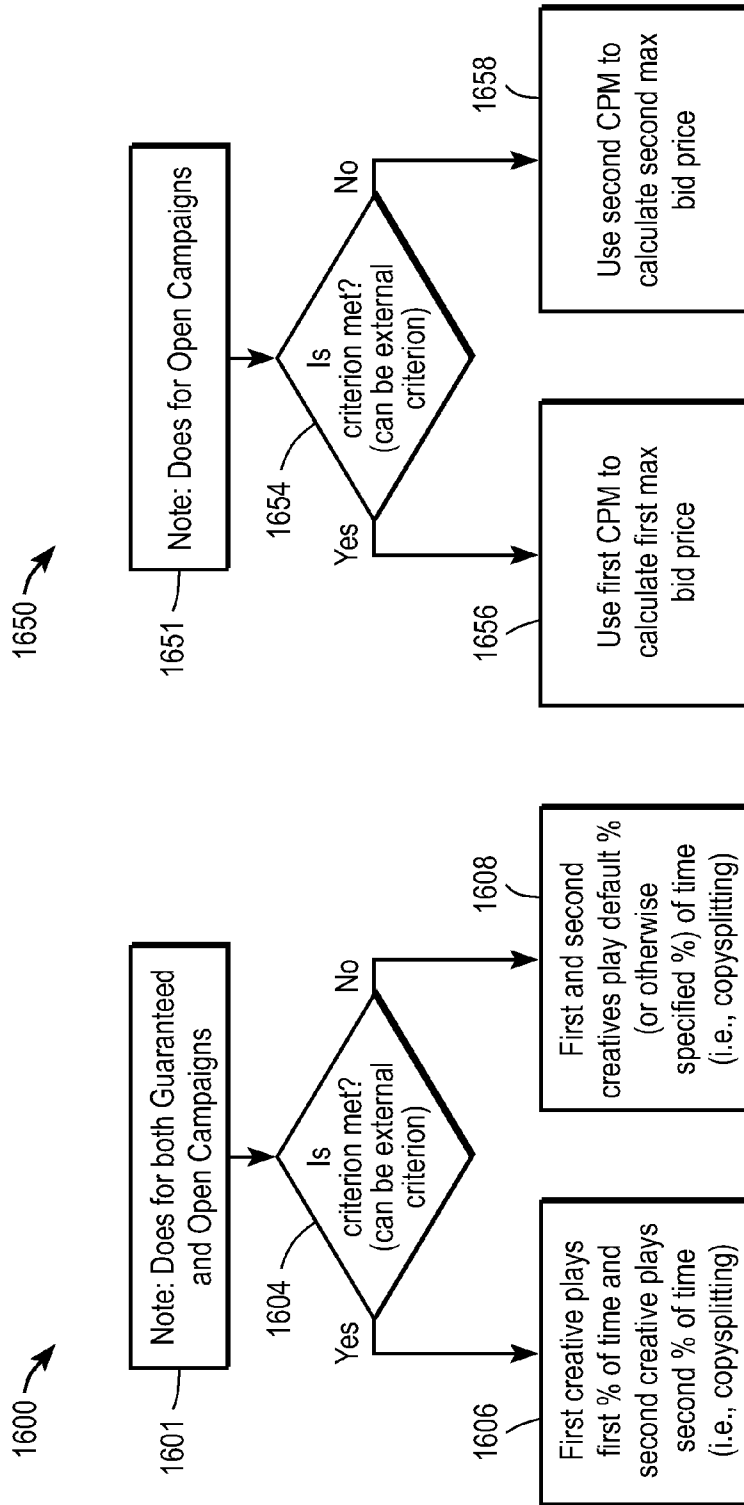 1600
1601
Note: Does for both Guaranteed
and Open Campaigns
1604
Is
criterion met?
(can be external
criterion)
Yes
No
1606
First creative plays
first % of time and
second creative plays
second % of time
(i.e., copysplitting)
1608
First and second
creatives play default %
(or otherwise
specified %) of time
(i.e., copysplitting)
1650
1651
Note: Does for Open Campaigns
1654
Is
criterion met?
(can be external
criterion)
Yes
No
1656
Use first CPM to
calculate first max
bid price
1658
Use second CPM to
calculate second max
bid price